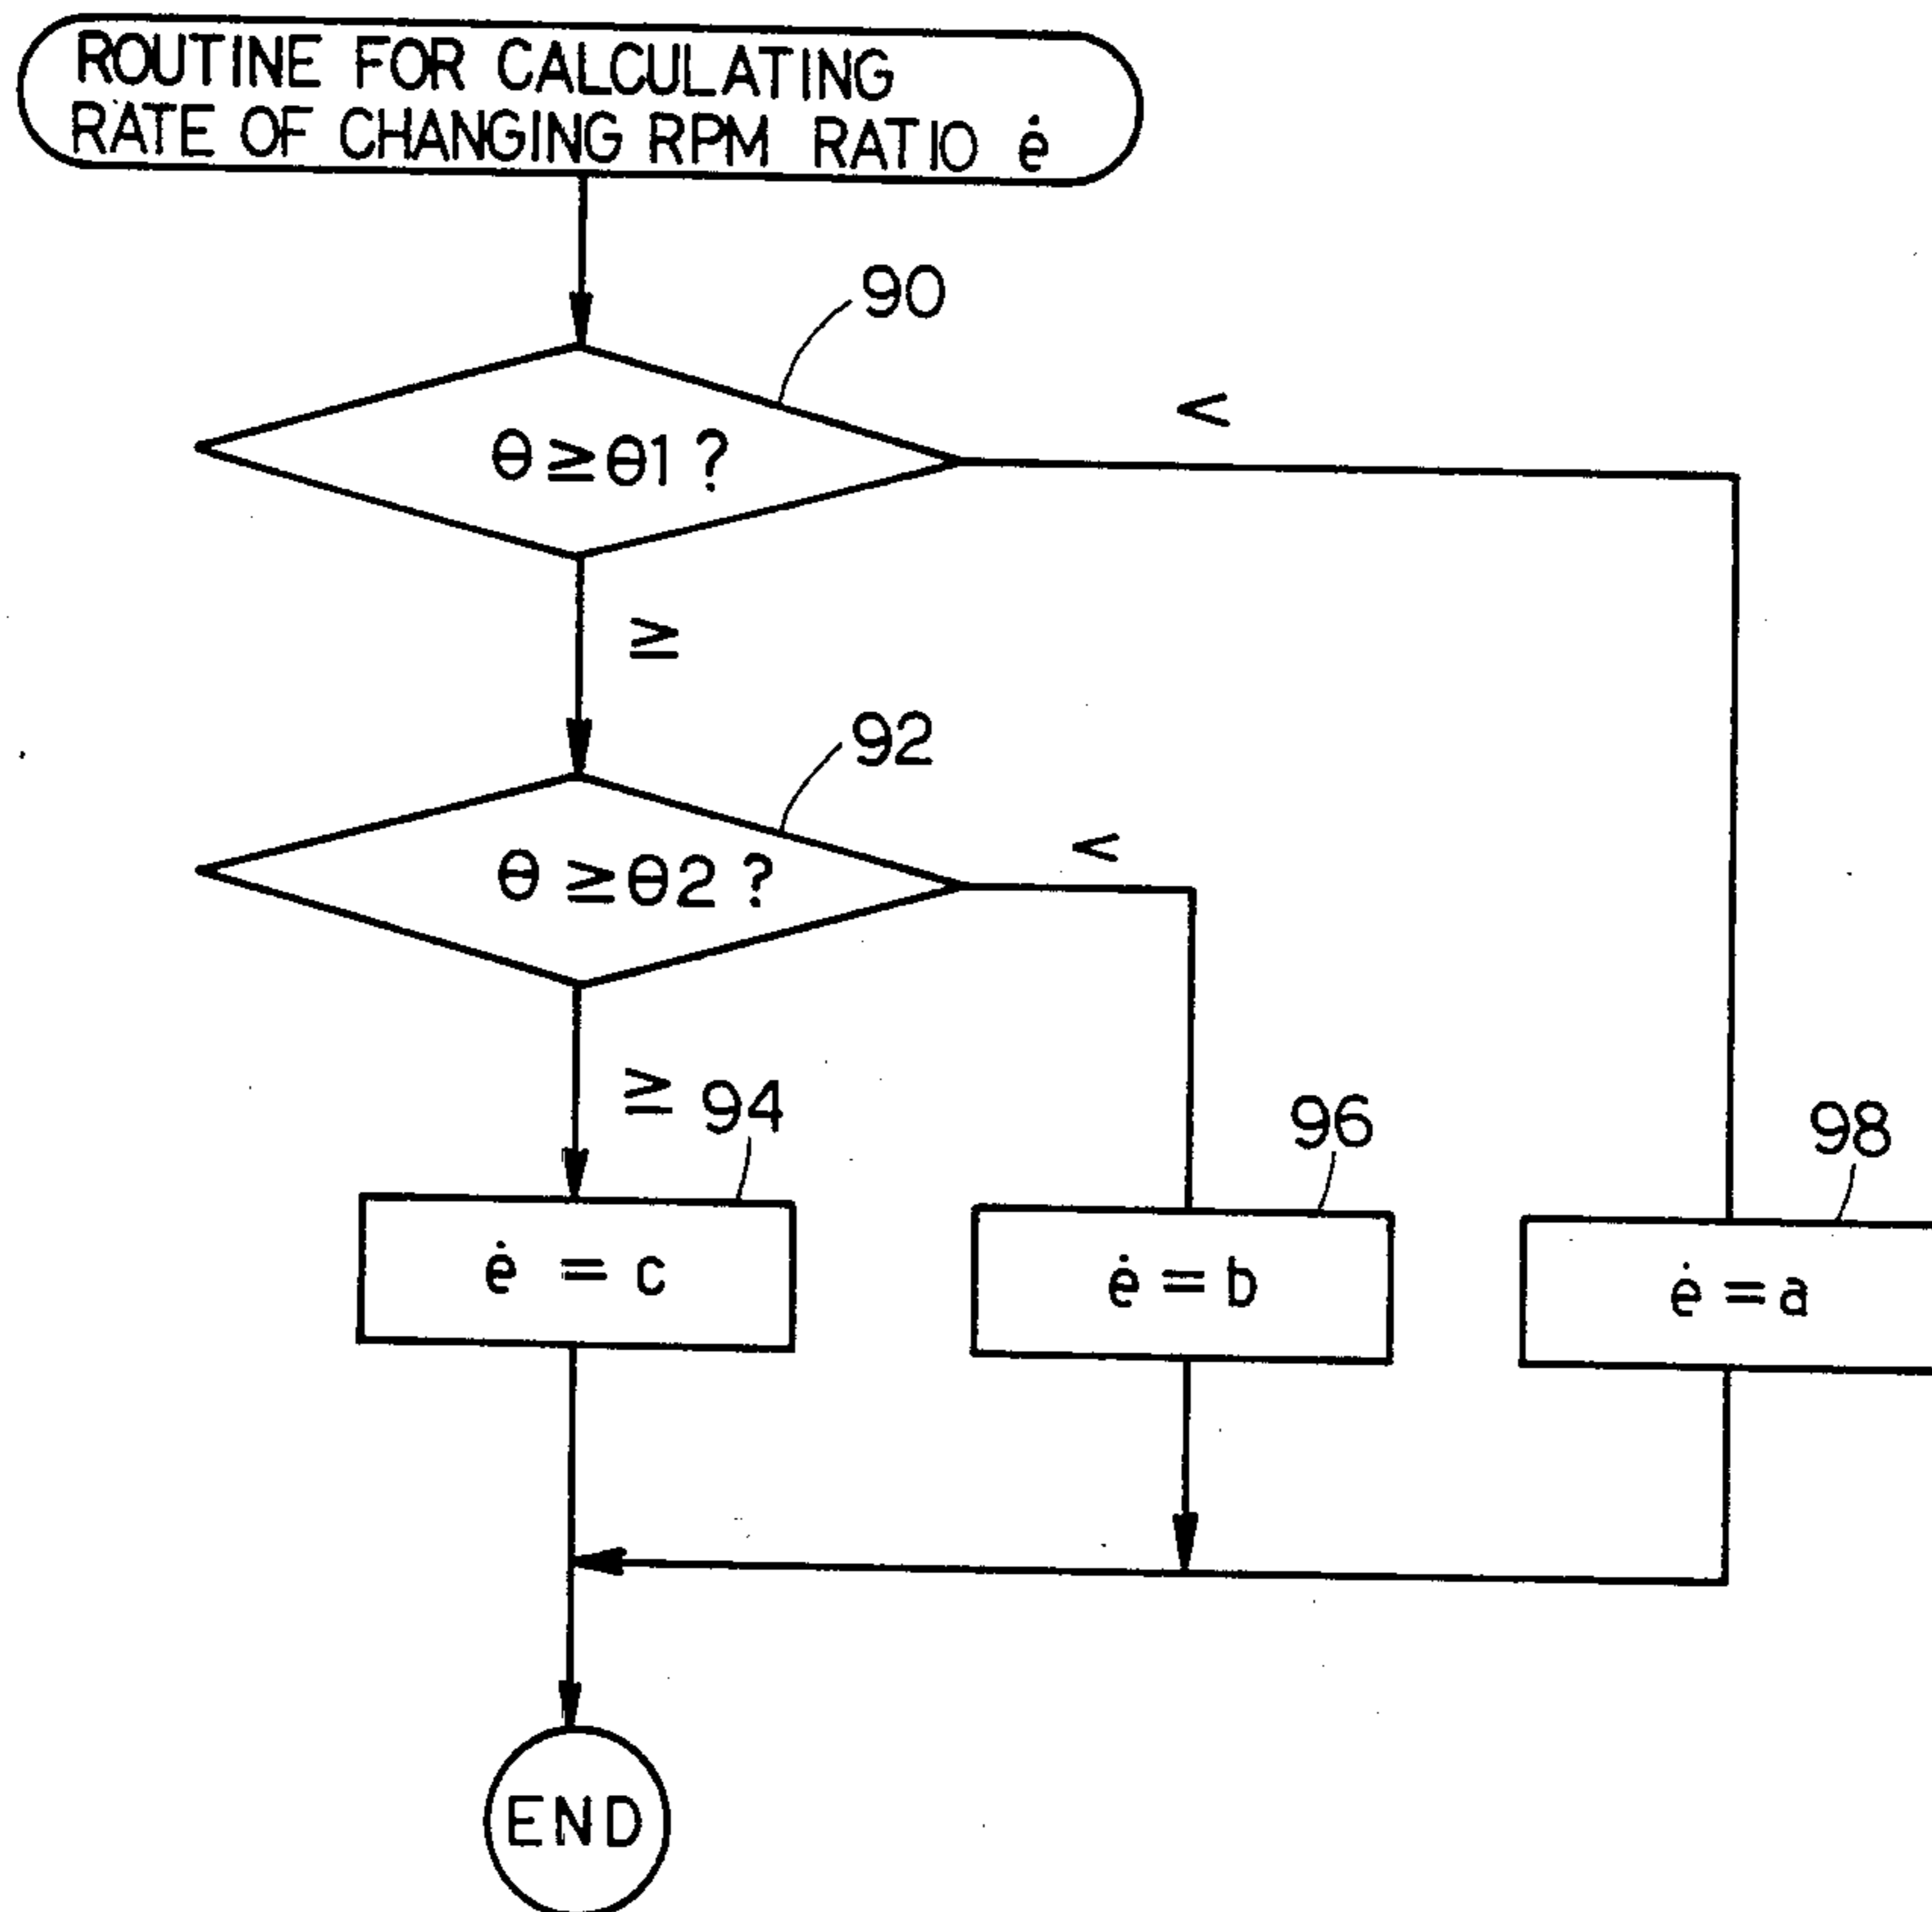 ROUTINE FOR CALCULATING
RATE OF CHANGING RPM RATIO ė
90
<
θ≥θ1?
≥
92
<
θ≥θ2?
≥ 94
96
98
ė = c
ė = b
ė = a
END